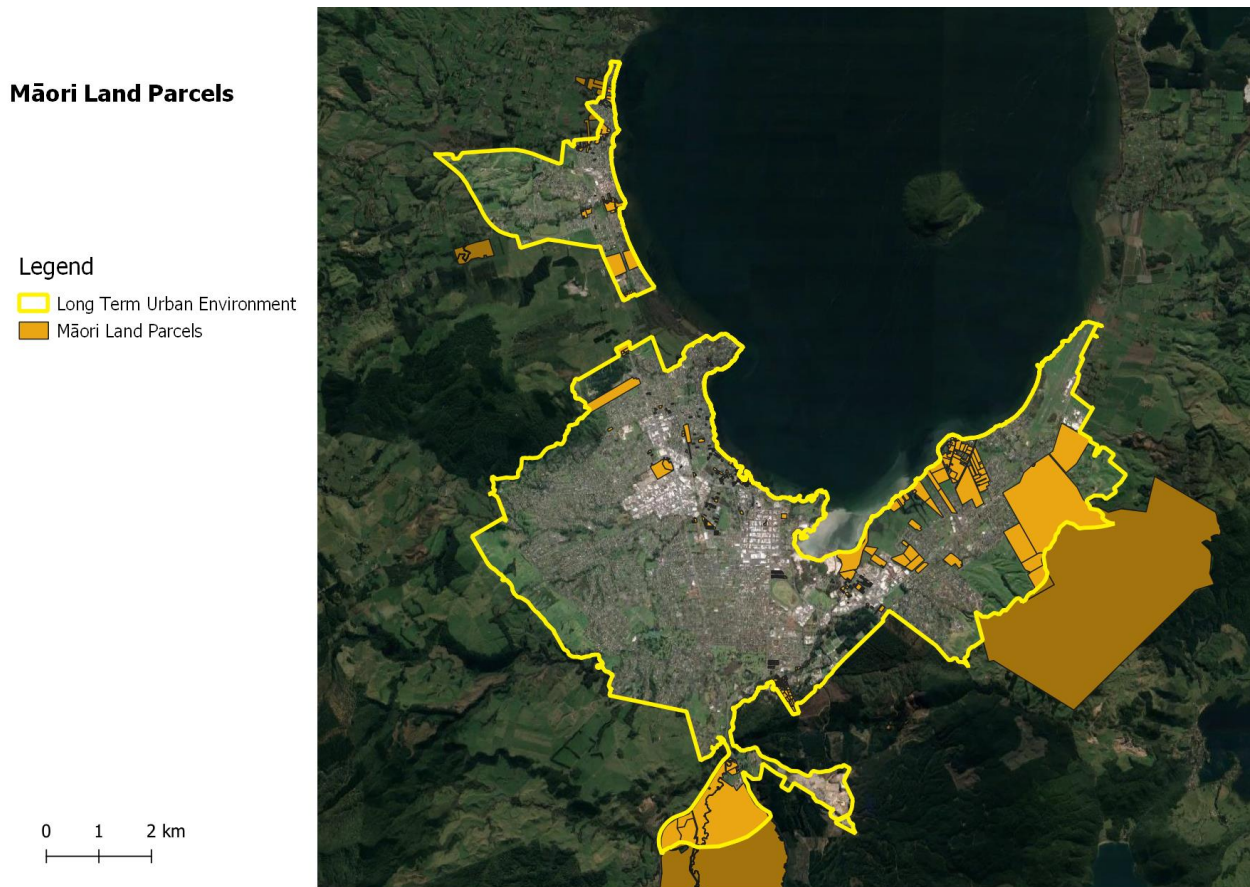 Māori Land Parcels
Legend
Long Term Urban Environment
Māori Land Parcels
0 1 2 km